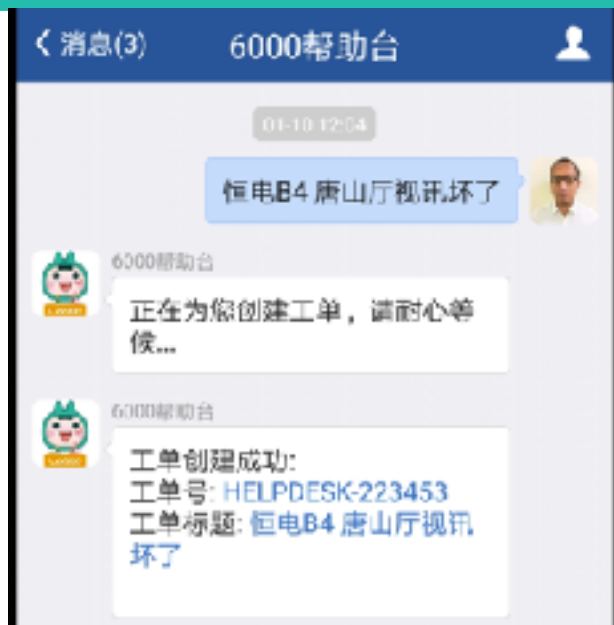 消息(3)
6000帮助台
01-10 12:04
恒电B4 唐山厅视讯坏了
6000帮助台
正在为您创建工单，请耐心等
候...
6000帮助台
工单创建成功:
工单号: HELPDESK-223453
工单标题: 恒电B4 唐山厅视讯
坏了